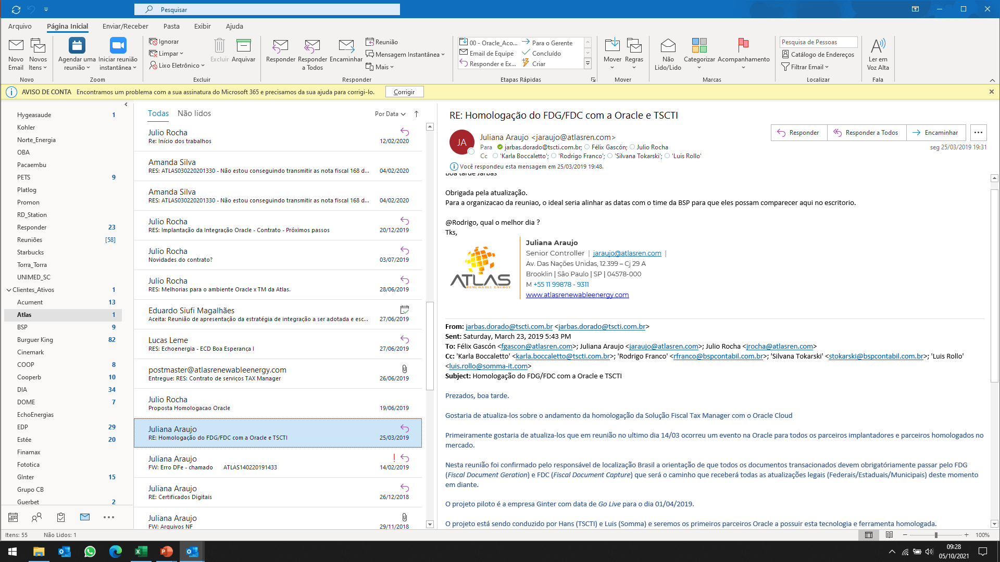 Pesquisar
Arquivo
Página Inicial
Enviar/Receber
Pasta
Exibir
Ajuda
Novo Email
Novos Itens
Novo
Agendar uma reunião
Iniciar reunião instantânea
Zoom
Ignorar
Limpar
Lixo Eletrônico
Excluir
Arquivar
Excluir
Responder
Responder a Todos
Encaminhar
Reunião
Mensagem Instantânea
Mais
Responder
00 - Oracle_Aco...
Para o Gerente
Email de Equipe
Concluído
Responder e Ex...
Criar
Etapas Rápidas
Mover
Regras
Mover
Não Lido/Lido
Categorizar
Acompanhamento
Marcas
Pesquisa de Pessoas
Catálogo de Endereços
Filtrar Email
Localizar
Ler em Voz Alta
Fala
AVISO DE CONTA Encontramos um problema com a sua assinatura do Microsoft 365 e precisamos da sua ajuda para corrigi-lo. Corrigir
Hygeasaude 1
Kohler
Norte_Energia
OBA
Pacaembu
PETS 9
Platlog
Promon
RD_Station
Responder 23
Reuniões [58]
Starbucks
Torra_Torra
UNIMED_SC
Clientes_Ativos 1
Acument 13
Atlas 1
BSP 9
Burguer King 82
Cinemark
COOP 8
Cooperb 10
DIA 34
DOME 7
EchoEnergias
EDP 29
Estée 20
Finamax
Fototica
GInter 15
Grupo CB
Guerbet 2
Todas Não lidos Por Data
Julio Rocha
Re: Início dos trabalhos 12/02/2020
Amanda Silva
RES: ATLAS030220201330 - Não estou conseguindo transmitir as nota fiscal 168 d... 04/02/2020
Amanda Silva
RES: ATLAS030220201330 - Não estou conseguindo transmitir as nota fiscal 168 d... 04/02/2020
Julio Rocha
RES: Implantação da Integração Oracle - Contrato - Próximos passos 20/12/2019
Julio Rocha
Novidades do contrato? 03/07/2019
Julio Rocha
RES: Melhorias para o ambiente Oracle x TM da Atlas. 28/06/2019
Eduardo Siufi Magalhães
Aceita: Reunião de apresentação da estratégia de integração a ser adotada e esc... 27/06/2019
Lucas Leme
RES: Echoenergia - ECD Boa Esperança I 27/06/2019
postmaster@atlasrenewableenergy.com
Entregue: RES: Contrato de serviços TAX Manager 26/06/2019
Julio Rocha
Proposta Homologacao Oracle 19/06/2019
Juliana Araujo
RE: Homologação do FDG/FDC com a Oracle e TSCTI 25/03/2019
Juliana Araujo
FW: Erro DFe - chamado ATLAS140220191433 14/02/2019
Juliana Araujo
RE: Certificados Digitais 26/12/2018
Juliana Araujo
FW: Arquivos NF 29/11/2018
RE: Homologação do FDG/FDC com a Oracle e TSCTI
JA
Juliana Araujo <jaraujo@atlasren.com>
Para jarbas.dorado@tscti.com.br; Félix Gascón; Julio Rocha
Cc 'Karla Boccaletto'; 'Rodrigo Franco'; 'Silvana Tokarski'; 'Luis Rollo'
Responder Responder a Todos Encaminhar
seg 25/03/2019 19:31
Você respondeu esta mensagem em 25/03/2019 19:48.
Boa tarde Jarbas
Obrigada pela atualização.
Para a organizacao da reuniao, o ideal seria alinhar as datas com o time da BSP para que eles possam comparecer aqui no escritorio.
@Rodrigo, qual o melhor dia ?
Tks,
ATLAS
RENEWABLE ENERGY
Juliana Araujo
Senior Controller | jaraujo@atlasren.com |
Av. Das Nações Unidas, 12.399 – Cj 29 A
Brooklin | São Paulo | SP | 04578-000
M +55 11 99878 - 9311
www.atlasrenewableenergy.com
From: jarbas.dorado@tscti.com.br <jarbas.dorado@tscti.com.br>
Sent: Saturday, March 23, 2019 5:43 PM
To: Félix Gascón <fgascon@atlasren.com>; Juliana Araujo <jaraujo@atlasren.com>; Julio Rocha <jrocha@atlasren.com>
Cc: 'Karla Boccaletto' <karla.boccaletto@tscti.com.br>; 'Rodrigo Franco' <rfranco@bspcontabil.com.br>; 'Silvana Tokarski' <stokarski@bspcontabil.com.br>; 'Luis Rollo'
<luis.rollo@somma-it.com>
Subject: Homologação do FDG/FDC com a Oracle e TSCTI
Prezados, boa tarde.
Gostaria de atualiza-los sobre o andamento da homologação da Solução Fiscal Tax Manager com o Oracle Cloud
Primeiramente gostaria de atualiza-los que em reunião no ultimo dia 14/03 ocorreu um evento na Oracle para todos os parceiros implantadores e parceiros homologados no
mercado.
Nesta reunião foi confirmado pelo responsável de localização Brasil a orientação de que todos os documentos transacionados devem obrigatóriamente passar pelo FDG
(Fiscal Document Geration) e FDC (Fiscal Document Capture) que será o caminho que receberá todas as atualizações legais (Federais/Estaduais/Municipais) deste momento
em diante.
O projeto piloto é a empresa Ginter com data de Go Live para o dia 01/04/2019.
O projeto está sendo conduzido por Hans (TSCTI) e Luis (Somma) e seremos os primeiros parceiros Oracle a possuir esta tecnologia e ferramenta homologada.
Itens: 55 Não Lidos: 1
100%
09:28
05/10/2021